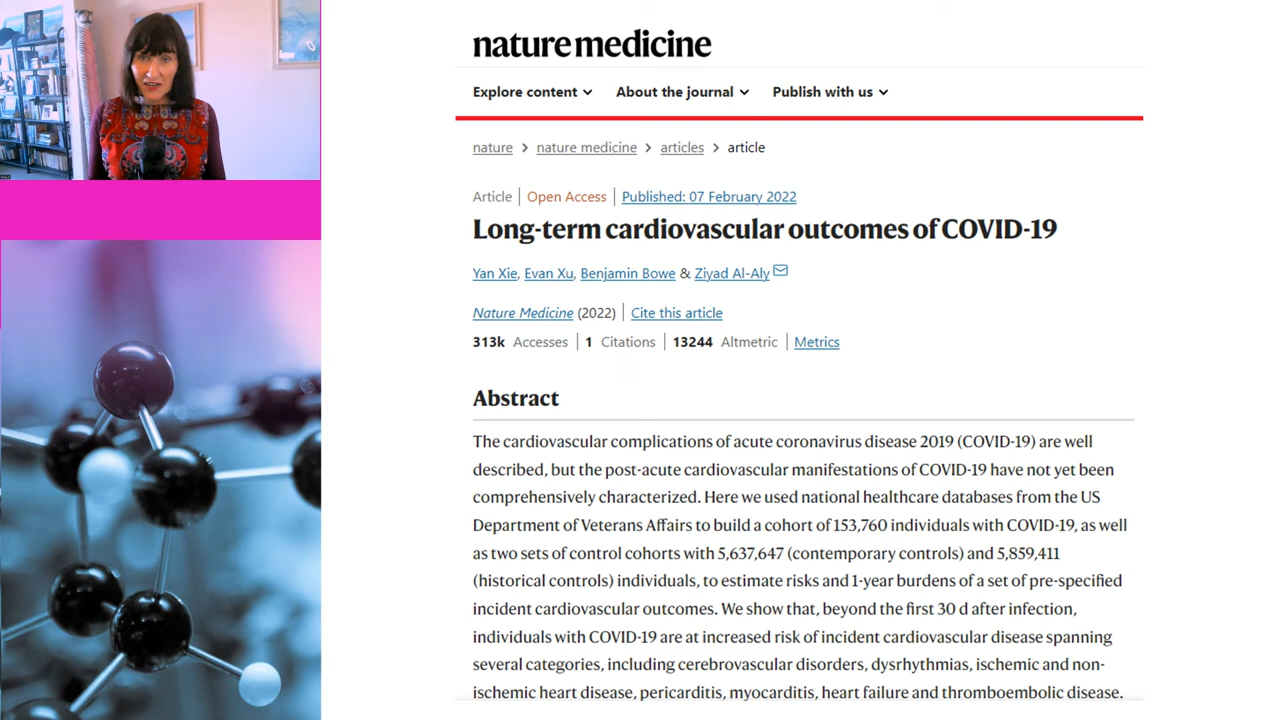 nature medicine
Explore content
About the journal
Publish with us
nature > nature medicine > articles > article
Article | Open Access | Published: 07 February 2022
Long-term cardiovascular outcomes of COVID-19
Yan Xie, Evan Xu, Benjamin Bowe & Ziyad Al-Aly
Nature Medicine (2022) | Cite this article
313k Accesses | 1 Citations | 13244 Altmetric | Metrics
Abstract
The cardiovascular complications of acute coronavirus disease 2019 (COVID-19) are well
described, but the post-acute cardiovascular manifestations of COVID-19 have not yet been
comprehensively characterized. Here we used national healthcare databases from the US
Department of Veterans Affairs to build a cohort of 153,760 individuals with COVID-19, as well
as two sets of control cohorts with 5,637,647 (contemporary controls) and 5,859,411
(historical controls) individuals, to estimate risks and 1-year burdens of a set of pre-specified
incident cardiovascular outcomes. We show that, beyond the first 30 d after infection,
individuals with COVID-19 are at increased risk of incident cardiovascular disease spanning
several categories, including cerebrovascular disorders, dysrhythmias, ischemic and non-
ischemic heart disease, pericarditis, myocarditis, heart failure and thromboembolic disease.